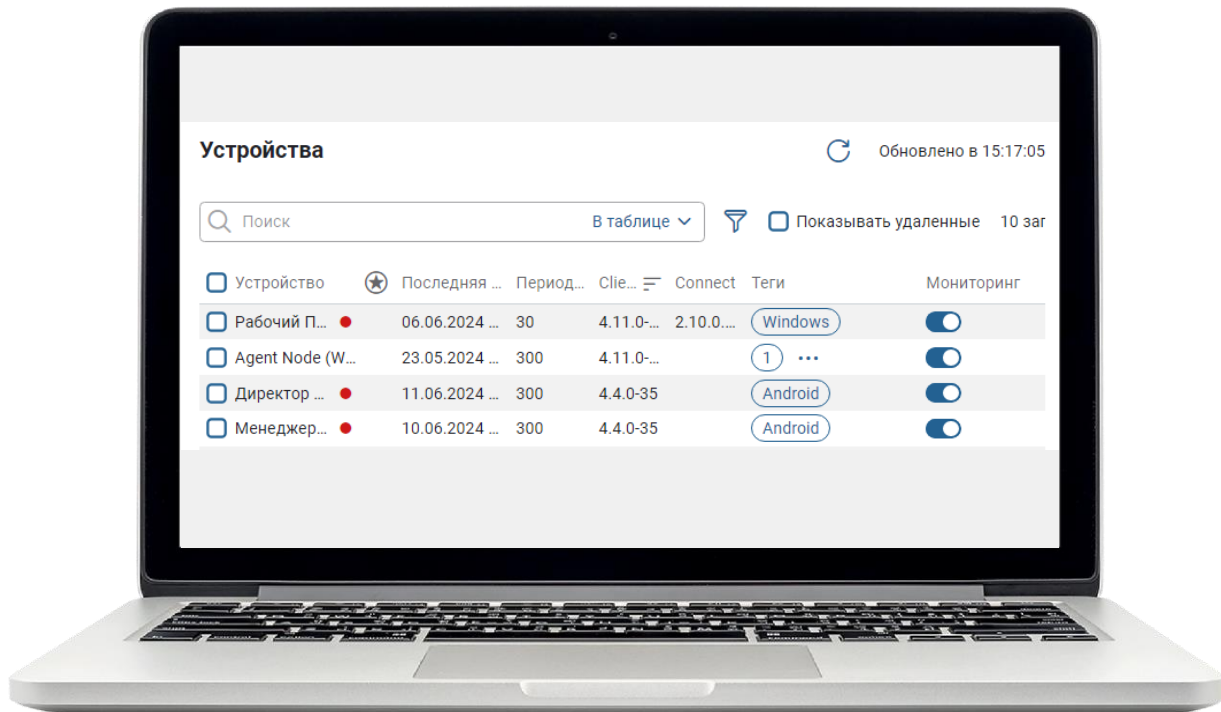 Устройства
Обновлено в 15:17:05
Поиск В таблице Показывать удаленные 10 заг
Устройство Последняя ... Период... Clie... Connect Теги Мониторинг
Рабочий П... 06.06.2024 ... 30 4.11.0-... 2.10.0.... Windows
Agent Node (W... 23.05.2024 ... 300 4.11.0-... 1 ...
Директор ... 11.06.2024 ... 300 4.4.0-35 Android
Менеджер... 10.06.2024 ... 300 4.4.0-35 Android